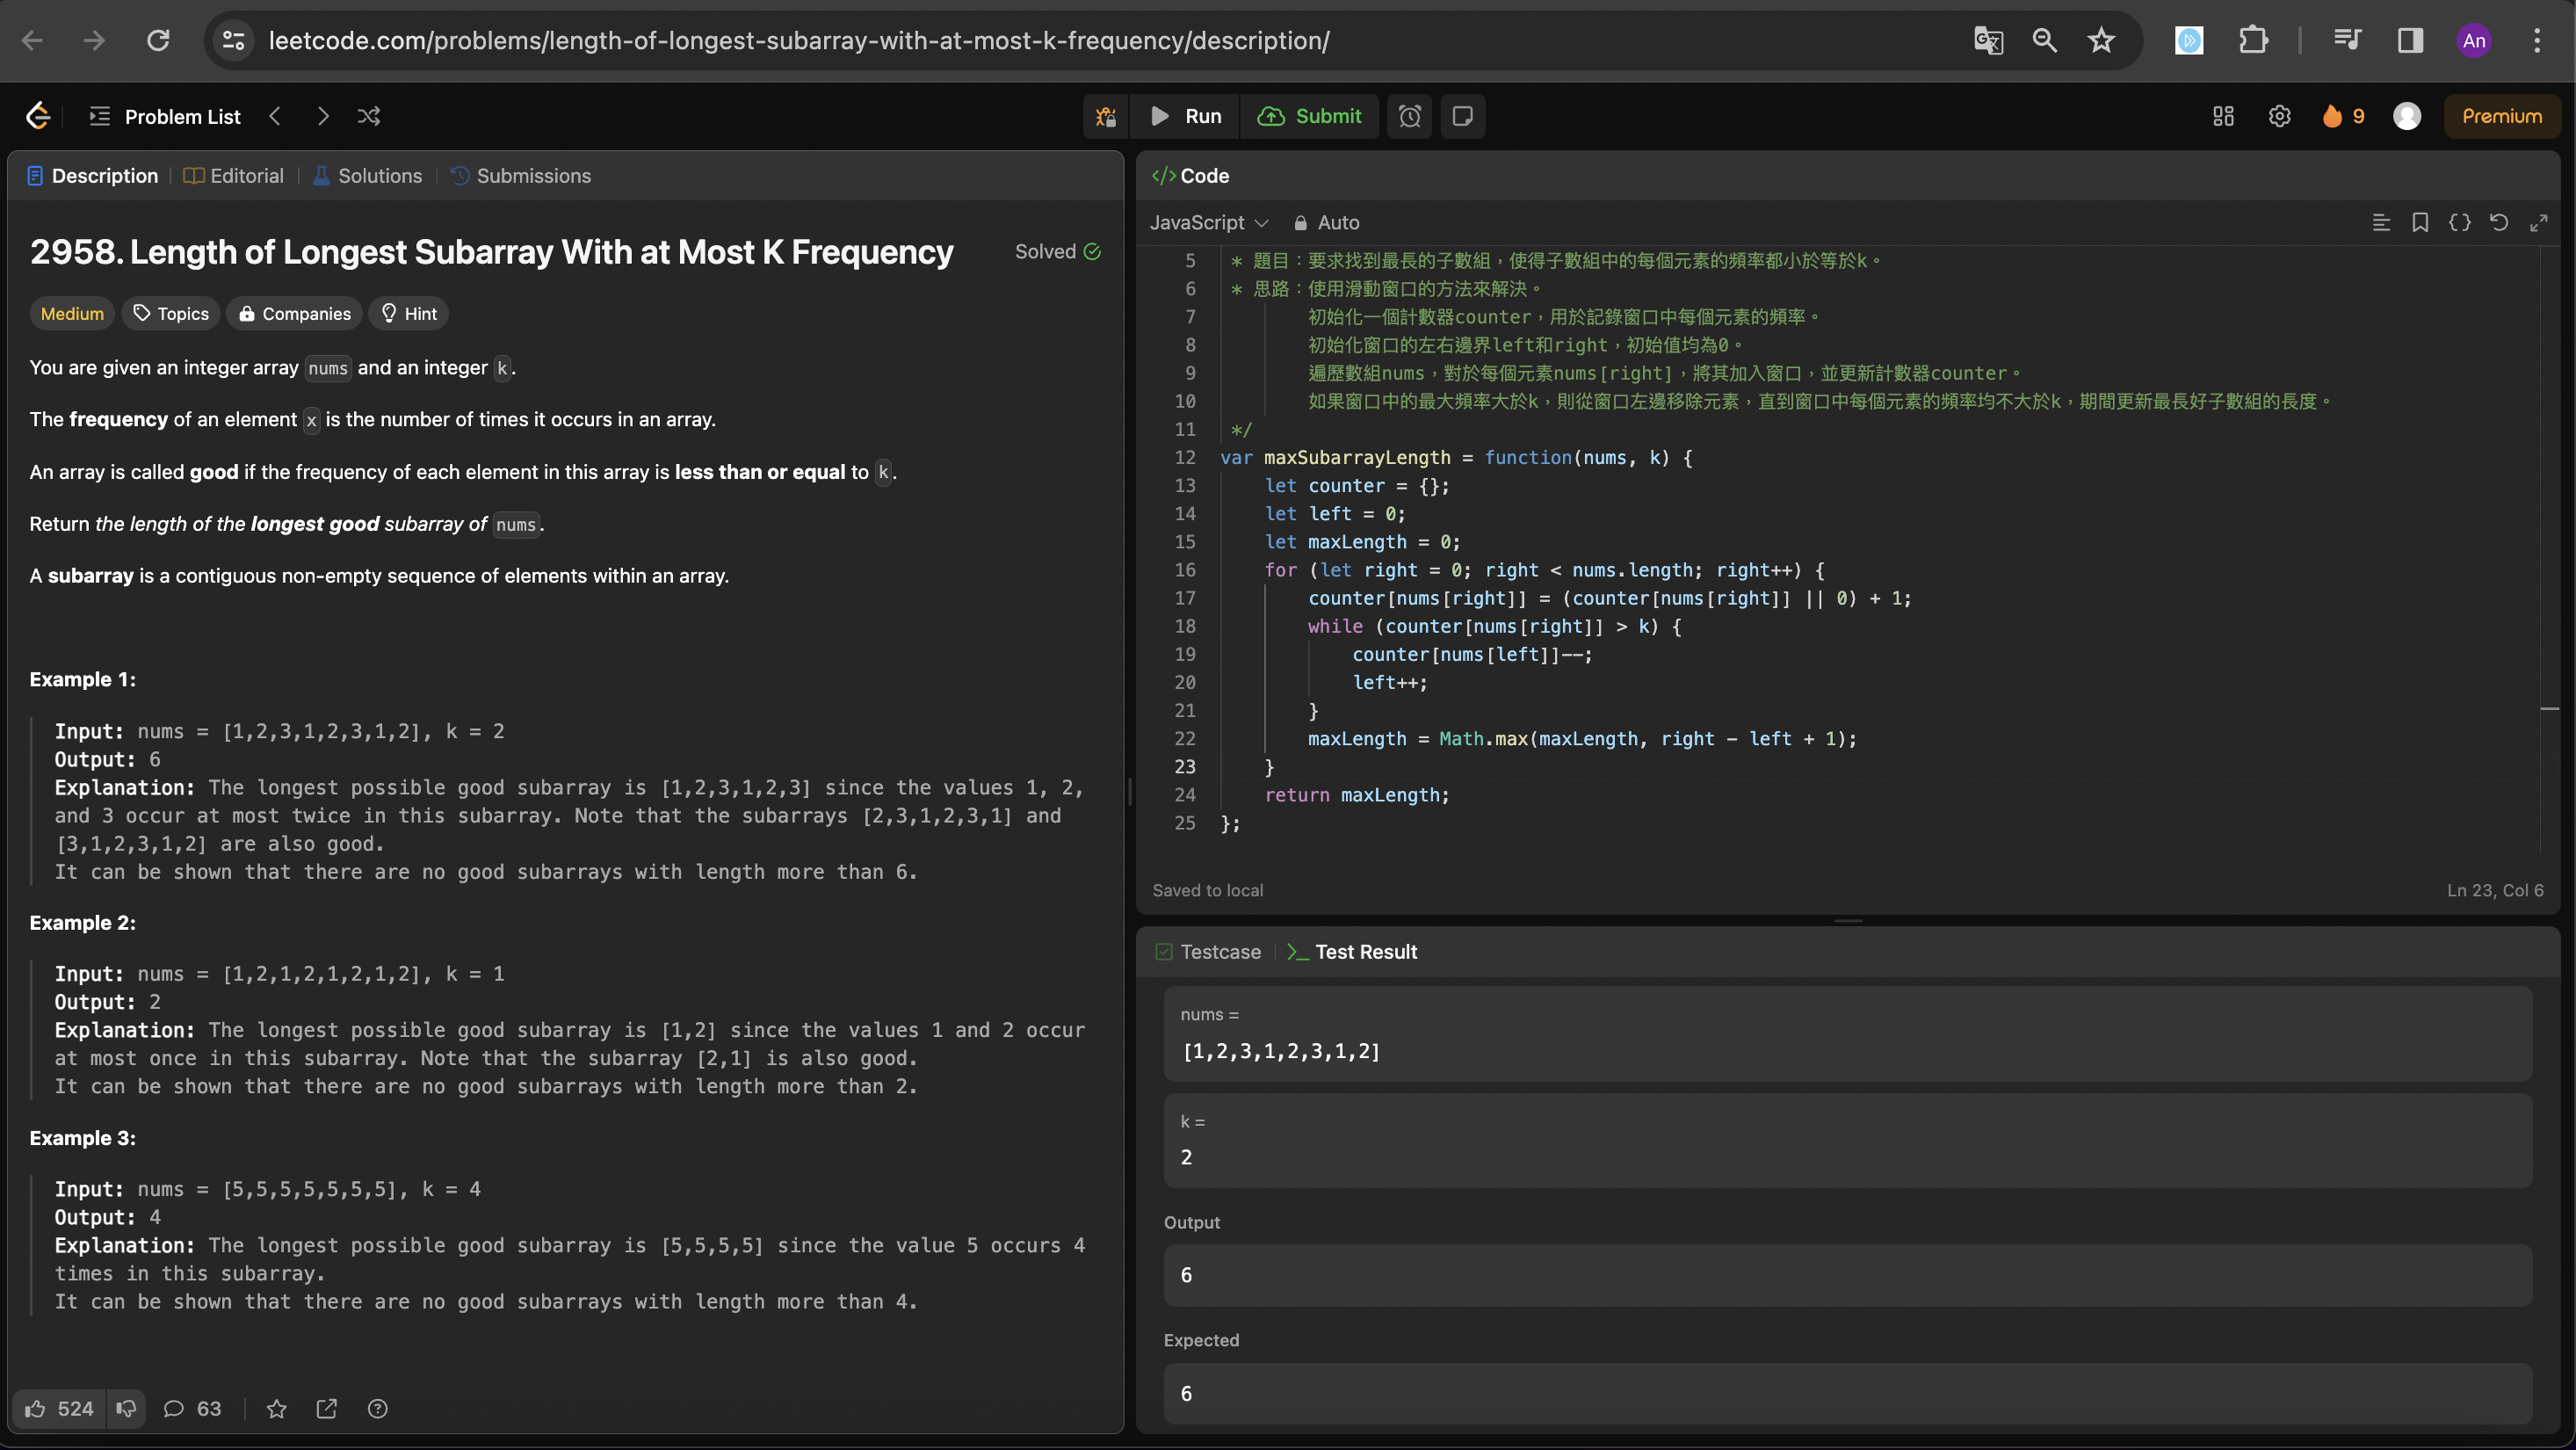 leetcode.com/problems/length-of-longest-subarray-with-at-most-k-frequency/description/
An
Problem List
Run
Submit
9
Premium
Description
Editorial
Solutions
Submissions
2958. Length of Longest Subarray With at Most K Frequency
Solved
Medium
Topics
Companies
Hint
You are given an integer array nums and an integer k.
The frequency of an element x is the number of times it occurs in an array.
An array is called good if the frequency of each element in this array is less than or equal to k.
Return the length of the longest good subarray of nums.
A subarray is a contiguous non-empty sequence of elements within an array.
Example 1:
Input: nums = [1,2,3,1,2,3,1,2], k = 2
Output: 6
Explanation: The longest possible good subarray is [1,2,3,1,2,3] since the values 1, 2,
and 3 occur at most twice in this subarray. Note that the subarrays [2,3,1,2,3,1] and
[3,1,2,3,1,2] are also good.
It can be shown that there are no good subarrays with length more than 6.
Example 2:
Input: nums = [1,2,1,2,1,2,1,2], k = 1
Output: 2
Explanation: The longest possible good subarray is [1,2] since the values 1 and 2 occur
at most once in this subarray. Note that the subarray [2,1] is also good.
It can be shown that there are no good subarrays with length more than 2.
Example 3:
Input: nums = [5,5,5,5,5,5,5], k = 4
Output: 4
Explanation: The longest possible good subarray is [5,5,5,5] since the value 5 occurs 4
times in this subarray.
It can be shown that there are no good subarrays with length more than 4.
524
63
</> Code
JavaScript
Auto
5 * 題目：要求找到最長的子數組，使得子數組中的每個元素的頻率都小於等於k。
6 * 思路：使用滑動窗口的方法來解決。
7 初始化一個計數器counter，用於記錄窗口中每個元素的頻率。
8 初始化窗口的左右邊界left和right，初始值均為0。
9 遍歷數組nums，對於每個元素nums[right]，將其加入窗口，並更新計數器counter。
10 如果窗口中的最大頻率大於k，則從窗口左邊移除元素，直到窗口中每個元素的頻率均不大於k，期間更新最長好子數組的長度。
11 */
12 var maxSubarrayLength = function(nums, k) {
13 let counter = {};
14 let left = 0;
15 let maxLength = 0;
16 for (let right = 0; right < nums.length; right++) {
17 counter[nums[right]] = (counter[nums[right]] || 0) + 1;
18 while (counter[nums[right]] > k) {
19 counter[nums[left]]--;
20 left++;
21 }
22 maxLength = Math.max(maxLength, right - left + 1);
23 }
24 return maxLength;
25 };
Saved to local
Ln 23, Col 6
Testcase
Test Result
nums =
[1,2,3,1,2,3,1,2]
k =
2
Output
6
Expected
6